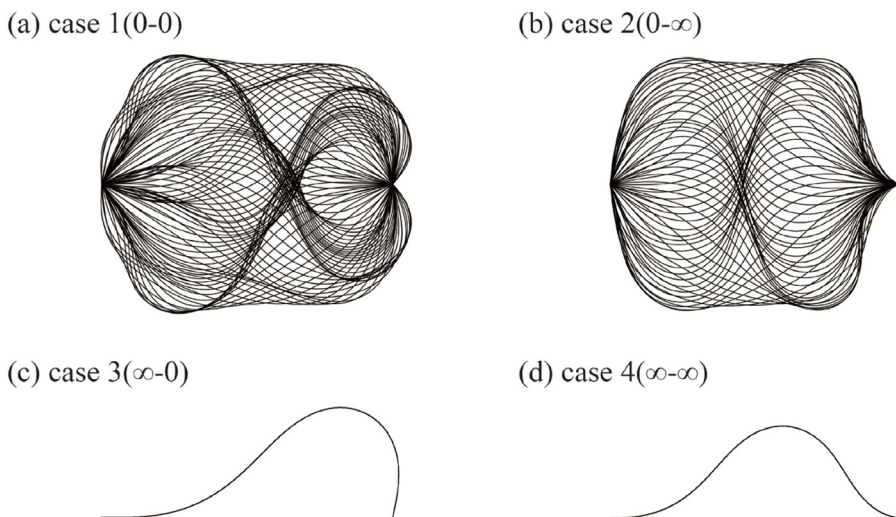 (a) case 1(0-0)
(b) case 2(0-∞)
(c) case 3(∞-0)
(d) case 4(∞-∞)